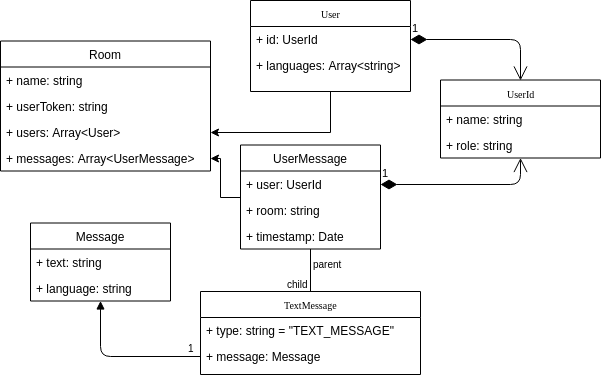 User
+ id: UserId
+ languages: Array<string>
1
Room
+ name: string
+ userToken: string
+ users: Array<User>
+ messages: Array<UserMessage>
UserId
+ name: string
+ role: string
UserMessage
+ user: UserId
+ room: string
+ timestamp: Date
1
Message
+ text: string
+ language: string
parent
child
TextMessage
+ type: string = "TEXT_MESSAGE"
+ message: Message
1